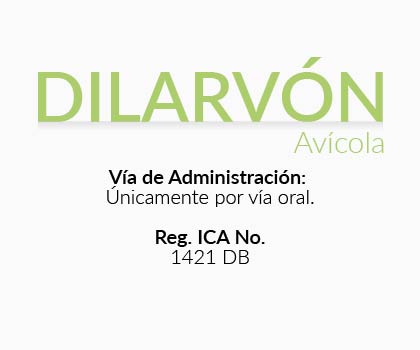 DILARVÓN
Avícola
Vía de Administración:
Únicamente por vía oral.
Reg. ICA No.
1421 DB